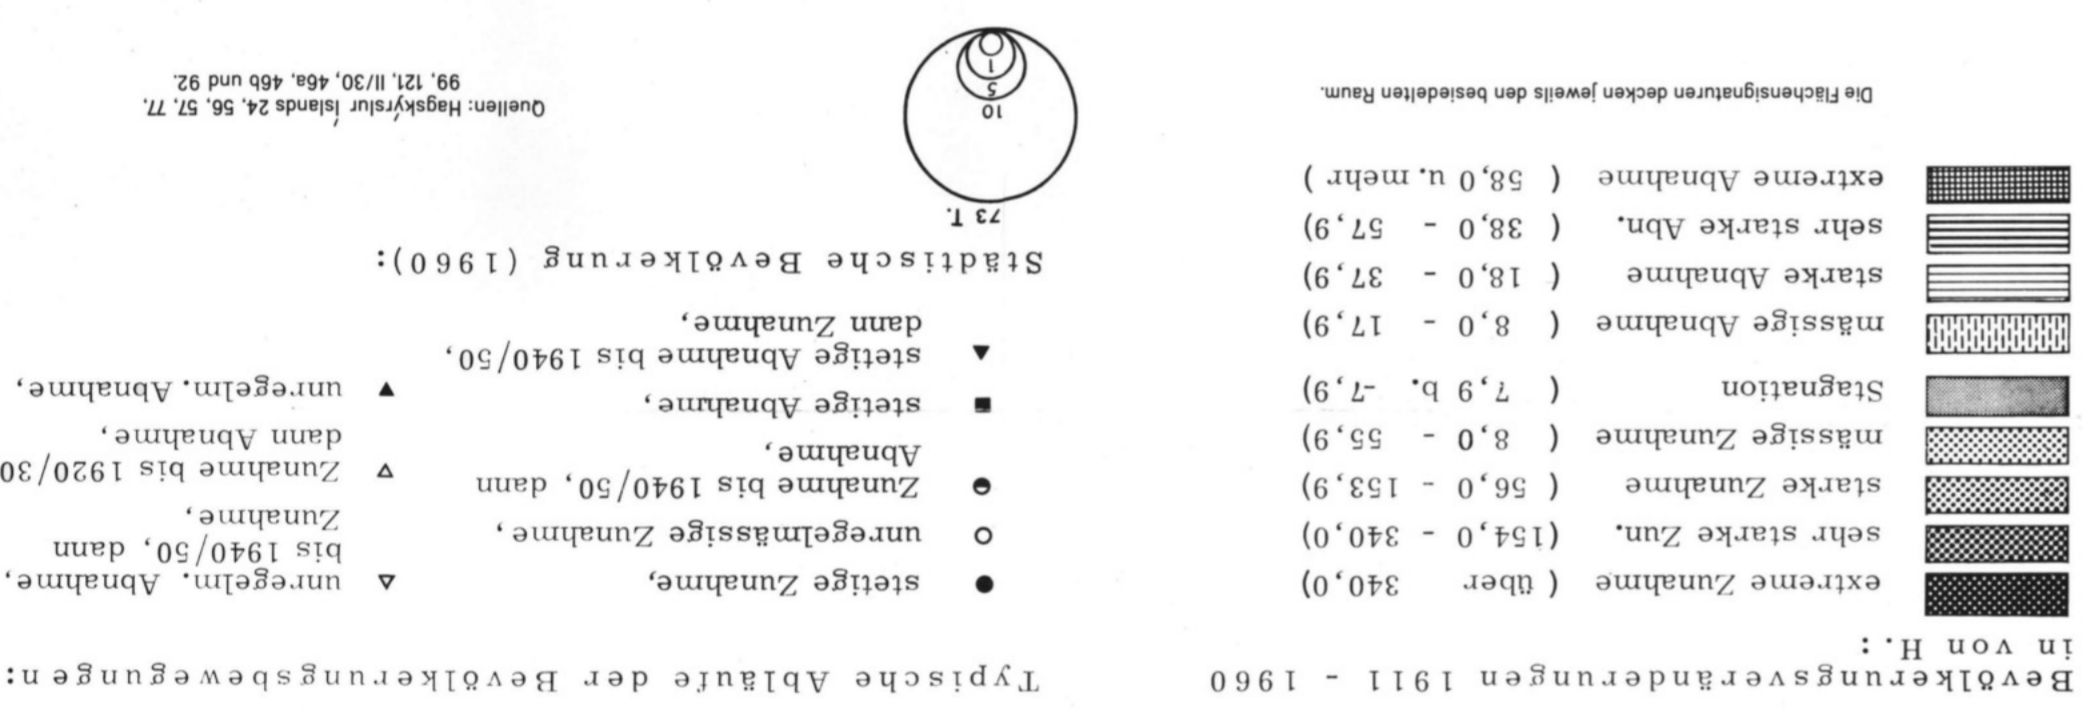 Bevölkerungsveränderungen 1911 - 1960
in von H.:
extreme Zunahme ( über 340,0)
sehr starke Zun. (154,0 - 340,0)
starke Zunahme ( 56,0 - 153,9)
mässige Zunahme ( 8,0 - 55,9)
Stagnation ( 7,9 b. -7,9)
mässige Abnahme ( 8,0 - 17,9)
starke Abnahme ( 18,0 - 37,9)
sehr starke Abn. ( 38,0 - 57,9)
extreme Abnahme ( 58,0 u. mehr )
Die Flächensignaturen decken jeweils den besiedelten Raum.
Typische Abläufe der Bevölkerungsbewegungen:
stetige Zunahme,
unregelmässige Zunahme,
Zunahme bis 1940/50, dann
Abnahme,
stetige Abnahme,
stetige Abnahme bis 1940/50,
dann Zunahme,
unregelm. Abnahme,
bis 1940/50, dann
Zunahme,
Zunahme bis 1920/30
dann Abnahme,
unregelm. Abnahme,
Städtische Bevölkerung (1960):
73 T.
10
5
1
Quellen: Hagskýrslur Íslands 24, 56, 57, 77,
99, 121, II/30, 46a, 46b und 92.